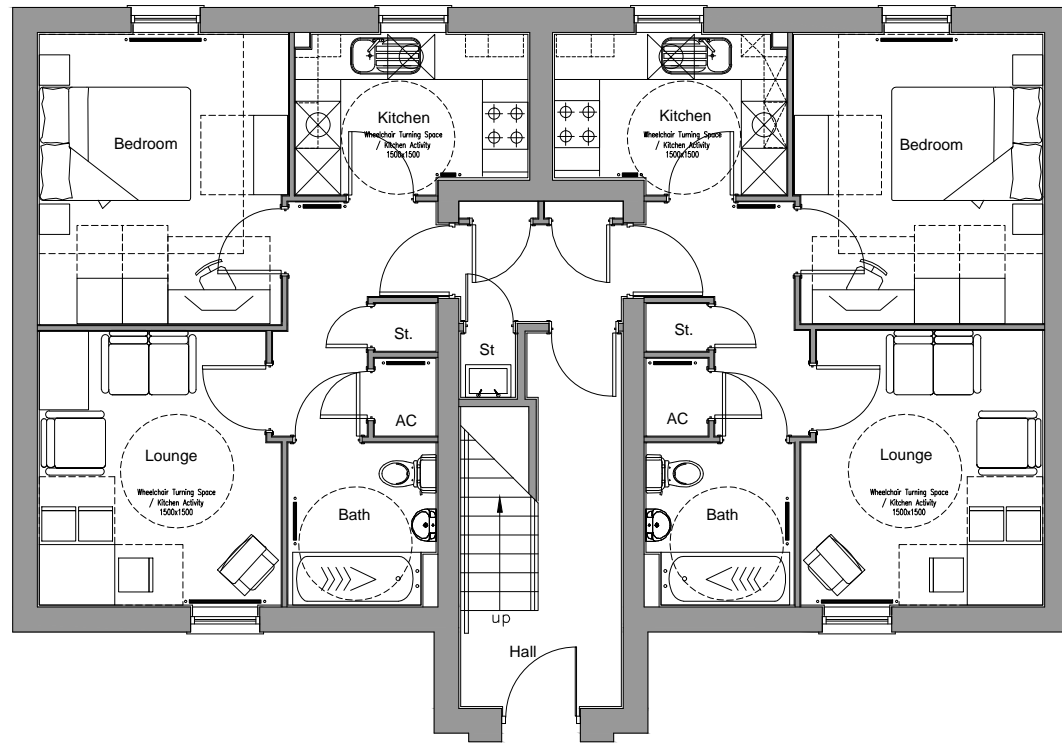 Kitchen
Wheelchair Turning Space
/ Kitchen Activity
1500x1500
Kitchen
Wheelchair Turning Space
/ Kitchen Activity
1500x1500
Bedroom
Bedroom
St.
St
St.
AC
AC
Lounge
Wheelchair Turning Space
/ Kitchen Activity
1500x1500
Lounge
Wheelchair Turning Space
/ Kitchen Activity
1500x1500
Bath
Bath
up
Hall